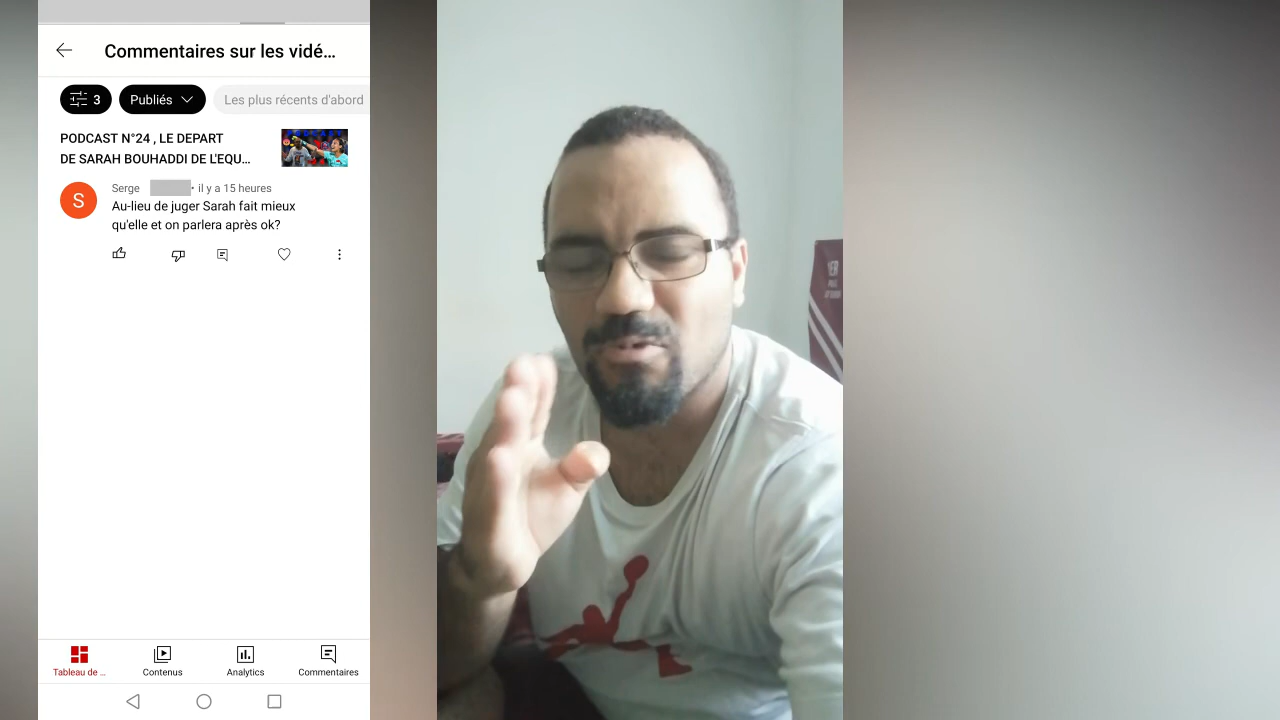 Commentaires sur les vidé...
3
Publiés
Les plus récents d'abord
PODCAST N°24 , LE DEPART
DE SARAH BOUHADDI DE L'EQU...
S
Serge • il y a 15 heures
Au-lieu de juger Sarah fait mieux
qu'elle et on parlera après ok?
Tableau de ...
Contenus
Analytics
Commentaires